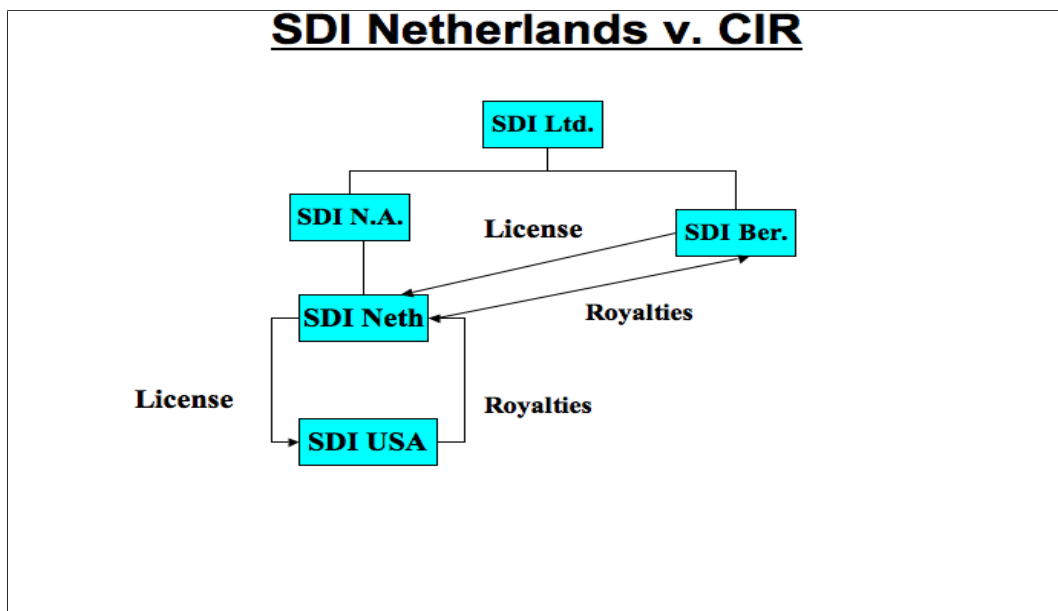 SDI Netherlands v. CIR
SDI Ltd.
SDI N.A.
License
SDI Ber.
SDI Neth
Royalties
License
Royalties
SDI USA